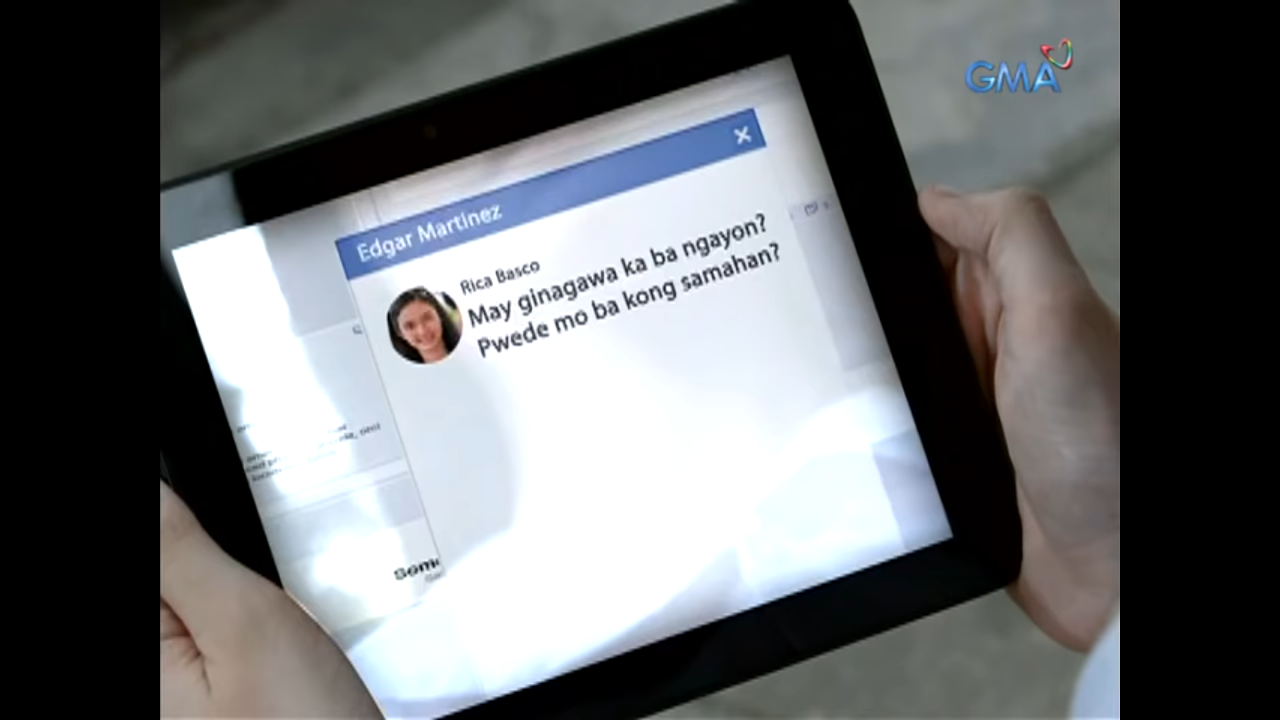 GMA
Edgar Martinez
Rica Basco
May ginagawa ka ba ngayon?
Pwede mo ba kong samahan?